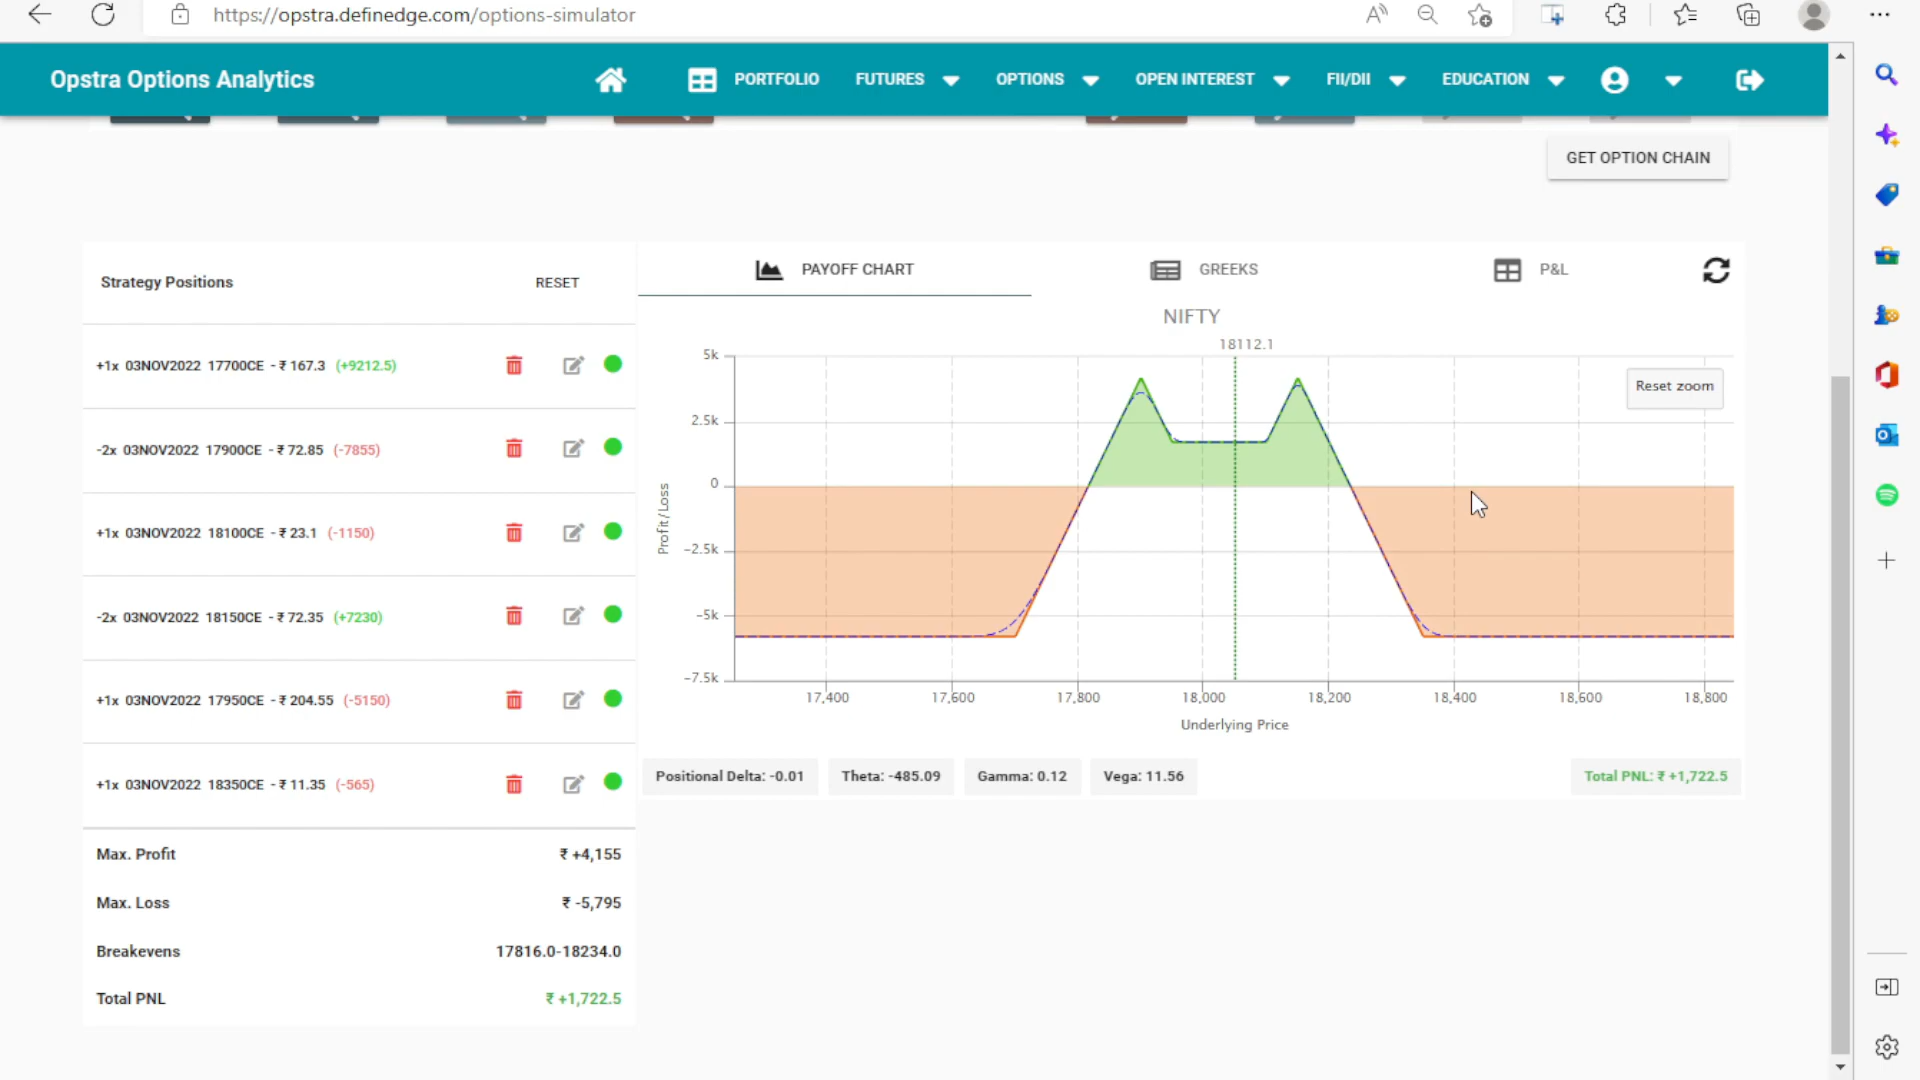 https://opstra.definedge.com/options-simulator
Opstra Options Analytics
PORTFOLIO
FUTURES
OPTIONS
OPEN INTEREST
FII/DII
EDUCATION
GET OPTION CHAIN
Strategy Positions
RESET
+1x 03NOV2022 17700CE - ₹ 167.3 (+9212.5)
-2x 03NOV2022 17900CE - ₹ 72.85 (-7855)
+1x 03NOV2022 18100CE - ₹ 23.1 (-1150)
-2x 03NOV2022 18150CE - ₹ 72.35 (+7230)
+1x 03NOV2022 17950CE - ₹ 204.55 (-5150)
+1x 03NOV2022 18350CE - ₹ 11.35 (-565)
Max. Profit ₹ +4,155
Max. Loss ₹ -5,795
Breakevens 17816.0-18234.0
Total PNL ₹ +1,722.5
PAYOFF CHART
GREEKS
P&L
NIFTY
18112.1
Reset zoom
5k
2.5k
0
-2.5k
-5k
-7.5k
Profit/Loss
17,400 17,600 17,800 18,000 18,200 18,400 18,600 18,800
Underlying Price
Positional Delta: -0.01
Theta: -485.09
Gamma: 0.12
Vega: 11.56
Total PNL: ₹ +1,722.5